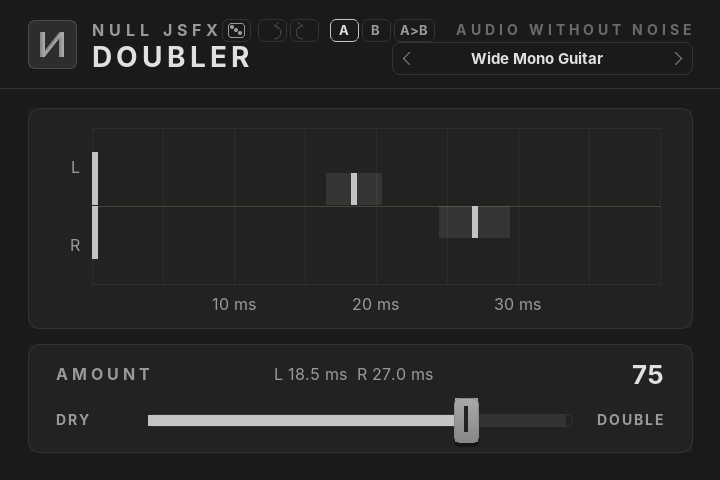 NULL JSFX A B A>B AUDIO WITHOUT NOISE
DOUBLER Wide Mono Guitar
L
R
10 ms 20 ms 30 ms
AMOUNT L 18.5 ms R 27.0 ms 75
DRY DOUBLE